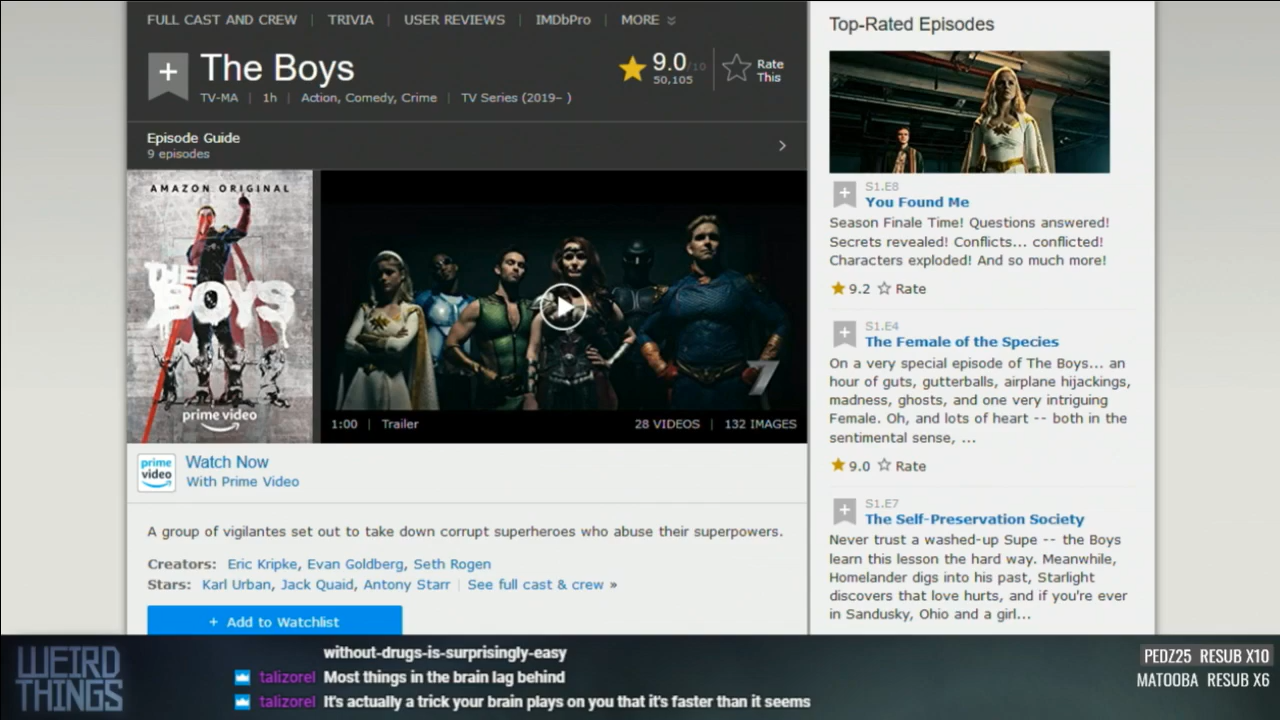 FULL CAST AND CREW | TRIVIA | USER REVIEWS | IMDbPro | MORE
The Boys
9.0/10
50,105
Rate This
TV-MA | 1h | Action, Comedy, Crime | TV Series (2019– )
Episode Guide
9 episodes
AMAZON ORIGINAL
THE BOYS
prime video
7
1:00 | Trailer
28 VIDEOS | 132 IMAGES
prime video
Watch Now
With Prime Video
A group of vigilantes set out to take down corrupt superheroes who abuse their superpowers.
Creators: Eric Kripke, Evan Goldberg, Seth Rogen
Stars: Karl Urban, Jack Quaid, Antony Starr | See full cast & crew »
+ Add to Watchlist
Top-Rated Episodes
S1.E8
You Found Me
Season Finale Time! Questions answered!
Secrets revealed! Conflicts... conflicted!
Characters exploded! And so much more!
9.2 Rate
S1.E4
The Female of the Species
On a very special episode of The Boys... an
hour of guts, gutterballs, airplane hijackings,
madness, ghosts, and one very intriguing
Female. Oh, and lots of heart -- both in the
sentimental sense, ...
9.0 Rate
S1.E7
The Self-Preservation Society
Never trust a washed-up Supe -- the Boys
learn this lesson the hard way. Meanwhile,
Homelander digs into his past, Starlight
discovers that love hurts, and if you're ever
in Sandusky, Ohio and a girl...
WEIRD THINGS
without-drugs-is-surprisingly-easy
talizorel Most things in the brain lag behind
talizorel It's actually a trick your brain plays on you that it's faster than it seems
PEDZ25 RESUB X10
MATOOBA RESUB X6